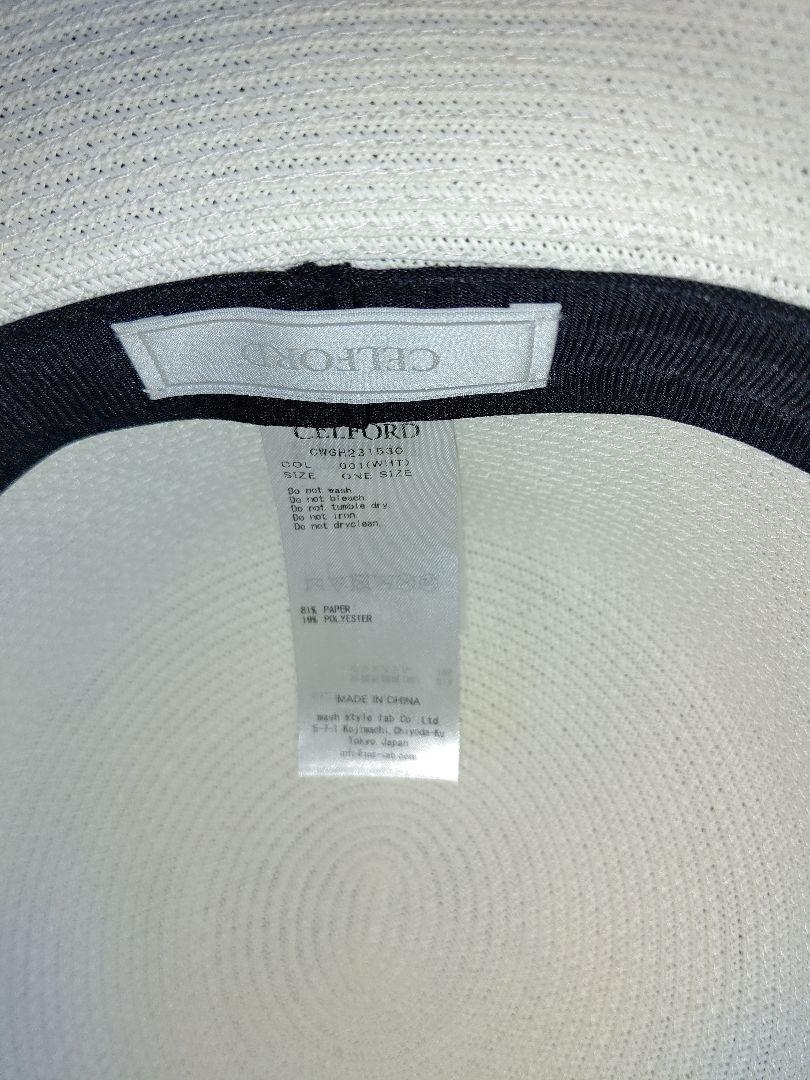 CELFORD
CELFORD
CWGH231530
COL 001(WHT)
SIZE ONE SIZE
Do not wash.
Do not bleach.
Do not tumble dry.
Do not iron.
Do not dryclean.
81% PAPER
19% POLYESTER
MADE IN CHINA
mash style lab Co Ltd
5-7-1 Kojimachi Chiyoda-Ku
Tokyo Japan